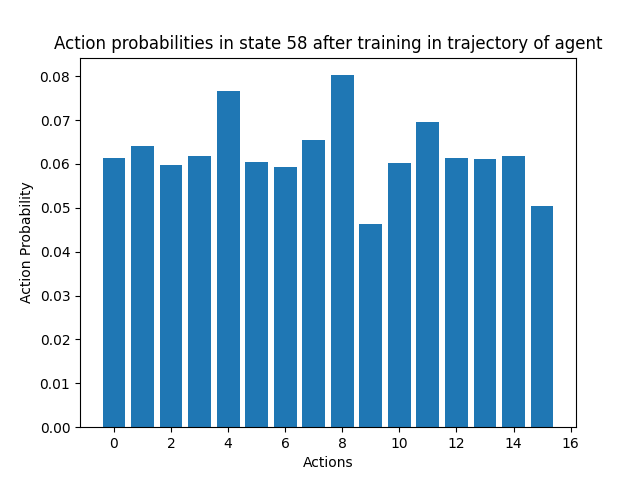 Action probabilities in state 58 after training in trajectory of agent
0.08
0.07
0.06
0.05
0.04
0.03
0.02
0.01
0.00
Action Probability
0 2 4 6 8 10 12 14 16
Actions